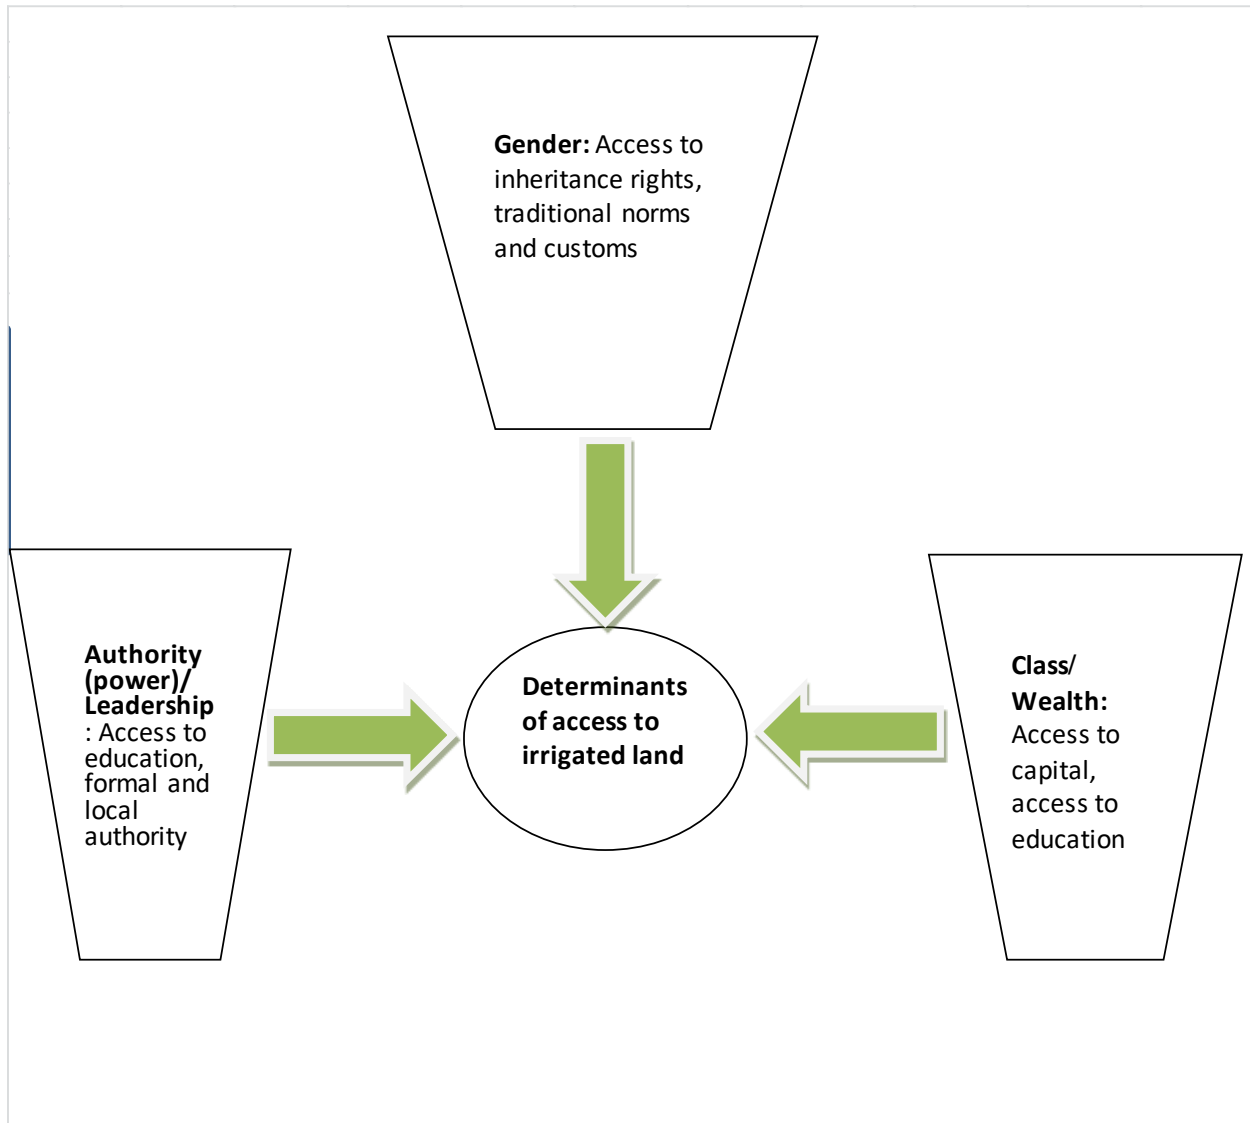 Gender: Access to
inheritance rights,
traditional norms
and customs
Authority
(power)/
Leadership
: Access to
education,
formal and
local
authority
Determinants
of access to
irrigated land
Class/
Wealth:
Access to
capital,
access to
education